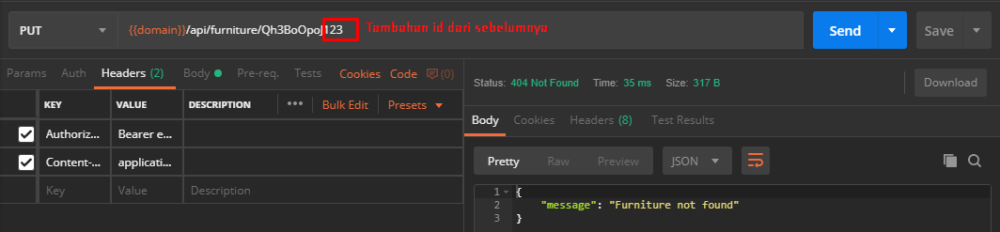 PUT {{domain}}/api/furniture/Qh3BoOpoJ123 Tambahan id dari sebelumnya Send Save
Params Auth Headers (2) Body Pre-req. Tests Cookies Code (0)
Status: 404 Not Found Time: 35 ms Size: 317 B Download
KEY VALUE DESCRIPTION ••• Bulk Edit Presets
Authoriz... Bearer e...
Content-... applicati...
Key Value Description
Body Cookies Headers (8) Test Results
Pretty Raw Preview JSON
1 {
2 "message": "Furniture not found"
3 }